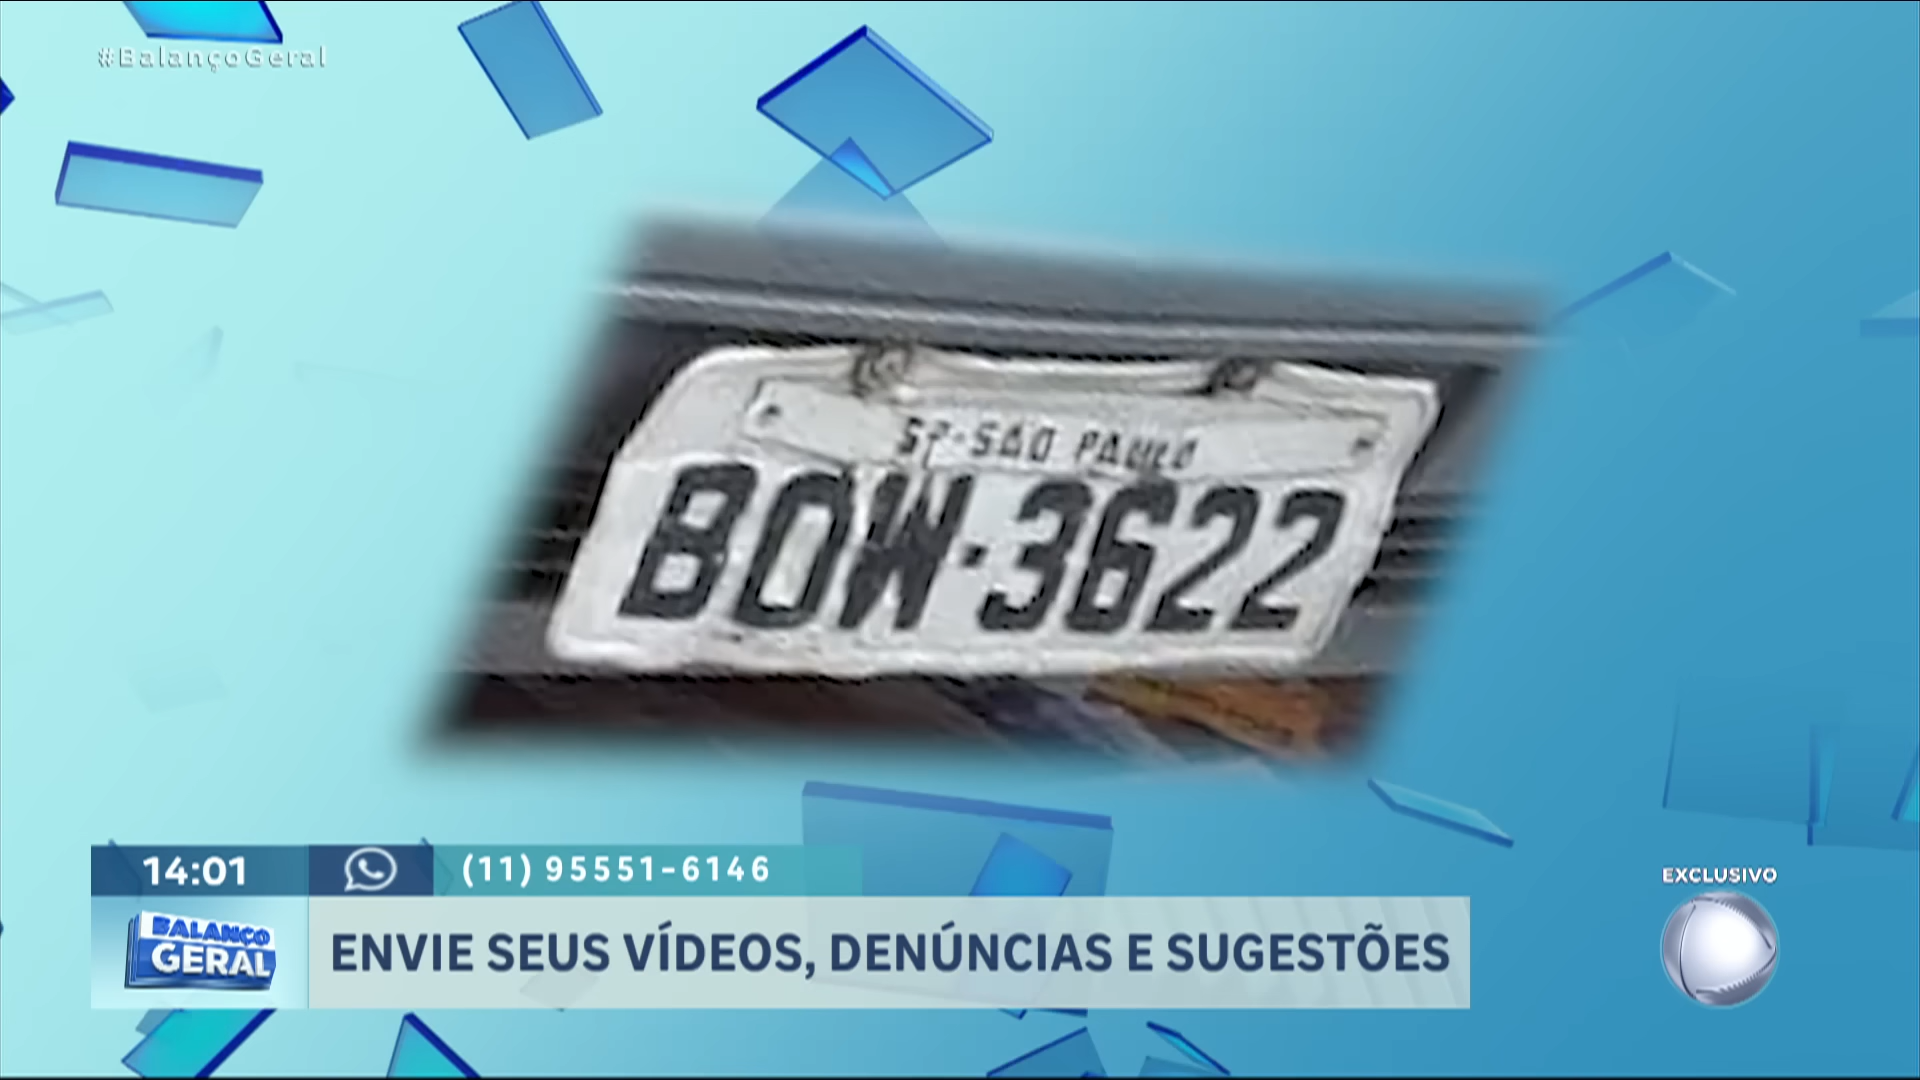 #BalançoGeral
SP-SÃO PAULO
BOW·3622
14:01
(11) 95551-6146
EXCLUSIVO
BALANÇO
GERAL
ENVIE SEUS VÍDEOS, DENÚNCIAS E SUGESTÕES